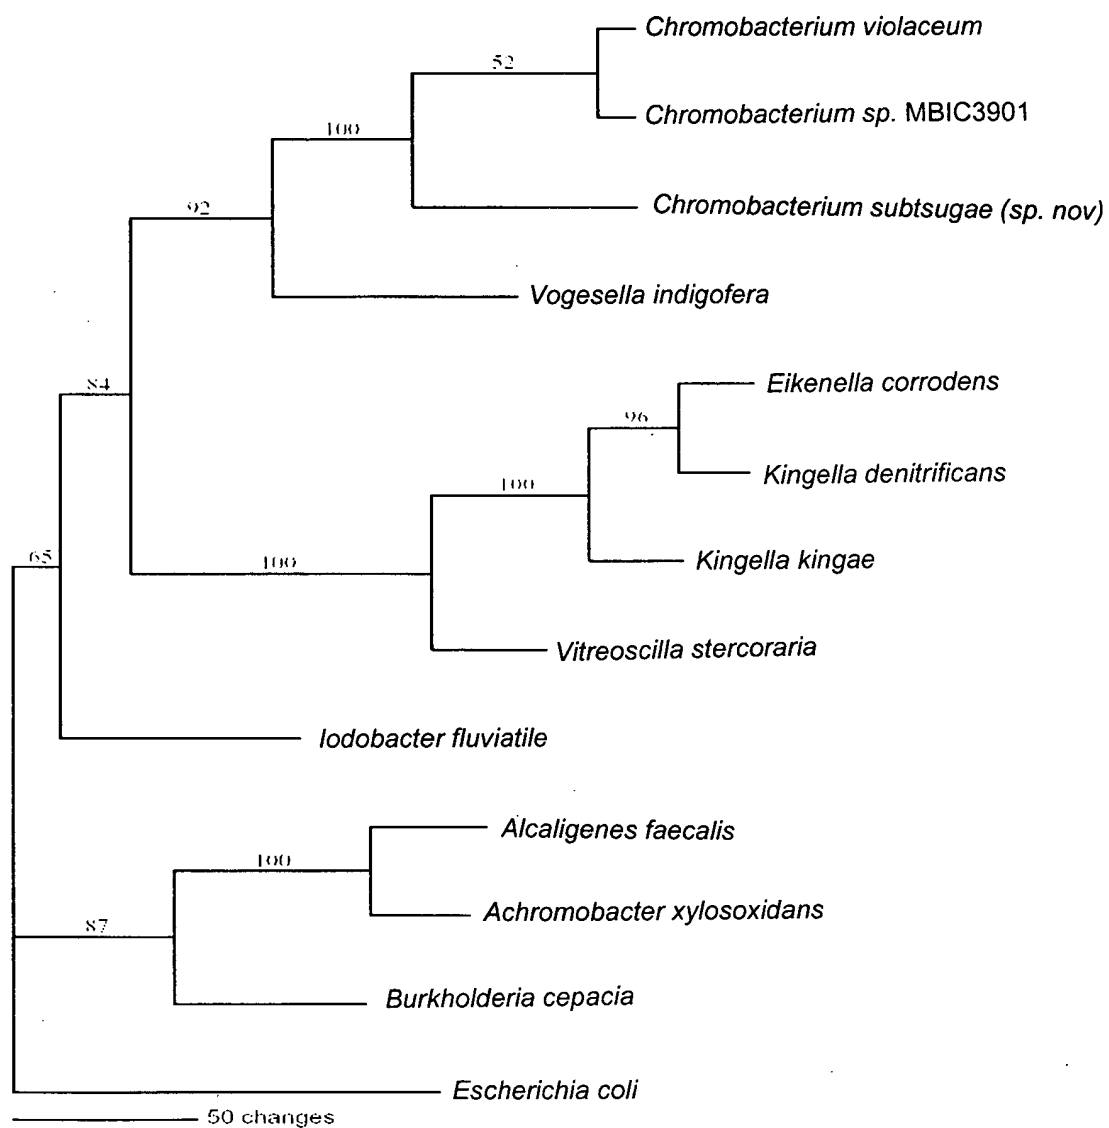 Chromobacterium violaceum
52
Chromobacterium sp. MBIC3901
100
92
Chromobacterium subtsugae (sp. nov)
Vogesella indigofera
84
Eikenella corrodens
96
Kingella denitrificans
100
65
100
Kingella kingae
Vitreoscilla stercoraria
Iodobacter fluviatile
Alcaligenes faecalis
100
Achromobacter xylosoxidans
87
Burkholderia cepacia
Escherichia coli
50 changes